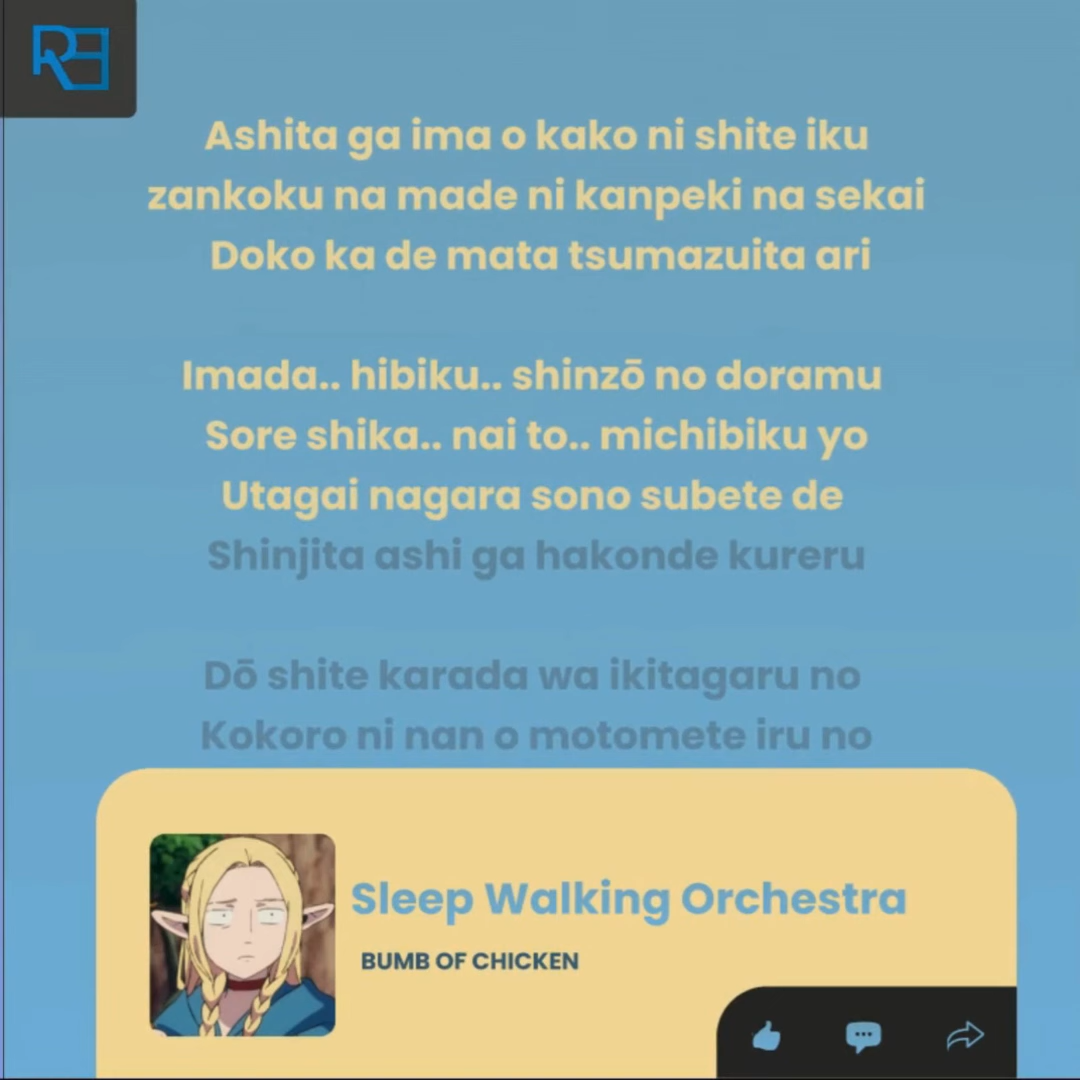 RE
Ashita ga ima o kako ni shite iku
zankoku na made ni kanpeki na sekai
Doko ka de mata tsumazuita ari
Imada.. hibiku.. shinzō no doramu
Sore shika.. nai to.. michibiku yo
Utagai nagara sono subete de
Shinjita ashi ga hakonde kureru
Dō shite karada wa ikitagaru no
Kokoro ni nan o motomete iru no
Sleep Walking Orchestra
BUMB OF CHICKEN